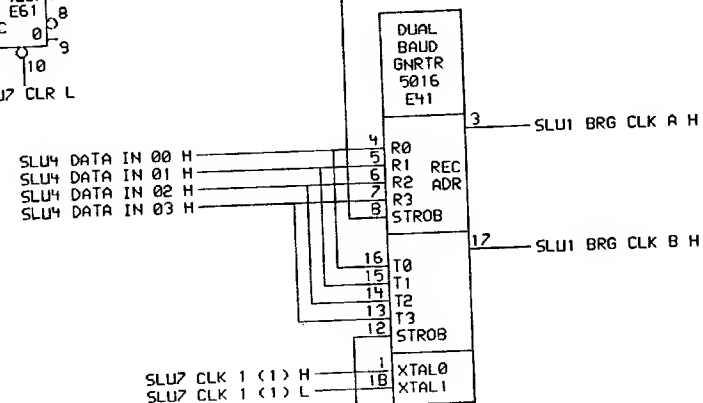 E61
8
C
0
9
10
U7 CLR L
DUAL
BAUD
GNRTR
5016
E41
3
SLU1 BRG CLK A H
SLU4 DATA IN 00 H
4
R0
SLU4 DATA IN 01 H
5
R1
REC
SLU4 DATA IN 02 H
6
R2
ADR
SLU4 DATA IN 03 H
7
R3
8
STROB
17
SLU1 BRG CLK B H
16
T0
15
T1
14
T2
13
T3
12
STROB
SLU7 CLK 1 (1) H
1
XTAL0
SLU7 CLK 1 (1) L
18
XTAL1